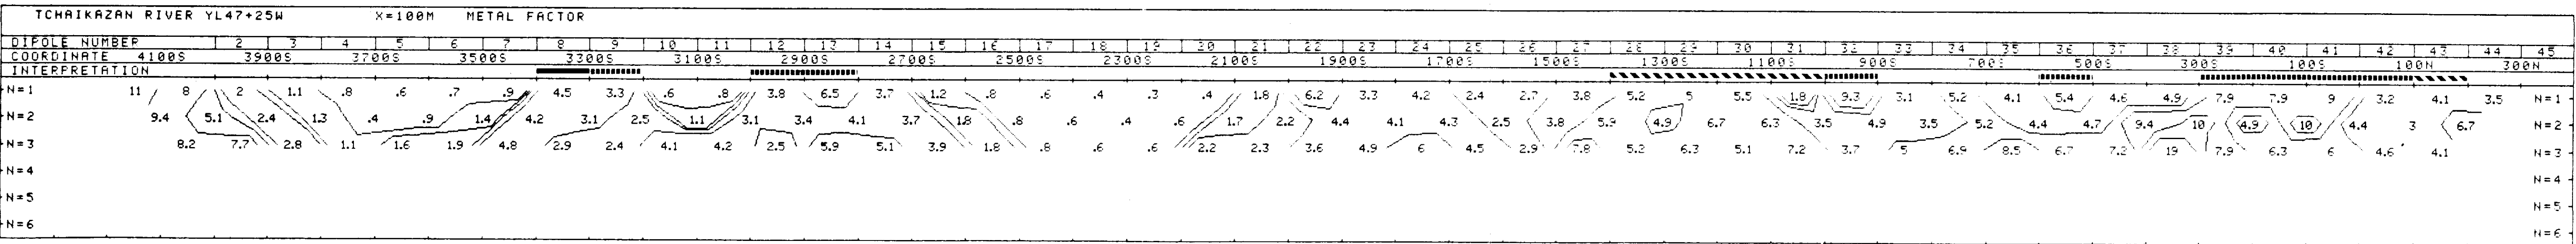 TCHAIKAZAN RIVER YL47+25W X=100M METAL FACTOR
DIPOLE NUMBER 2 3 4 5 6 7 8 9 10 11 12 13 14 15 16 17 18 19 20 21 22 23 24 25 26 27 28 29 30 31 32 33 34 35 36 37 38 39 40 41 42 43 44 45
COORDINATE 4100S 3900S 3700S 3500S 3300S 3100S 2900S 2700S 2500S 2300S 2100S 1900S 1700S 1500S 1300S 1100S 900S 700S 500S 300S 100S 100N 300N
INTERPRETATION
N=1 11 8 2 1.1 .8 .6 .7 .9 4.5 3.3 .6 .8 3.8 6.5 3.7 1.2 .8 .6 .4 .3 .4 1.8 6.2 3.3 4.2 2.4 2.7 3.8 5.2 5 5.5 1.8 9.3 3.1 5.2 4.1 5.4 4.6 4.9 7.9 7.9 9 3.2 4.1 3.5 N=1
N=2 9.4 5.1 2.4 1.3 .4 .9 1.4 4.2 3.1 2.5 1.1 3.1 3.4 4.1 3.7 1.8 .8 .6 .4 .6 1.7 2.2 4.4 4.1 4.3 2.5 3.8 5.9 4.9 6.7 6.3 3.5 4.9 3.5 5.2 4.4 4.7 9.4 10 4.9 10 4.4 3 6.7 N=2
N=3 8.2 7.7 2.8 1.1 1.6 1.9 4.8 2.9 2.4 4.1 4.2 2.5 5.9 5.1 3.9 1.8 .8 .6 .6 2.2 2.3 3.6 4.9 6 4.5 2.9 7.8 5.2 6.3 5.1 7.2 3.7 5 6.9 8.5 6.7 7.2 19 7.9 6.3 6 4.6 4.1 N=3
N=4 N=4
N=5 N=5
N=6 N=6